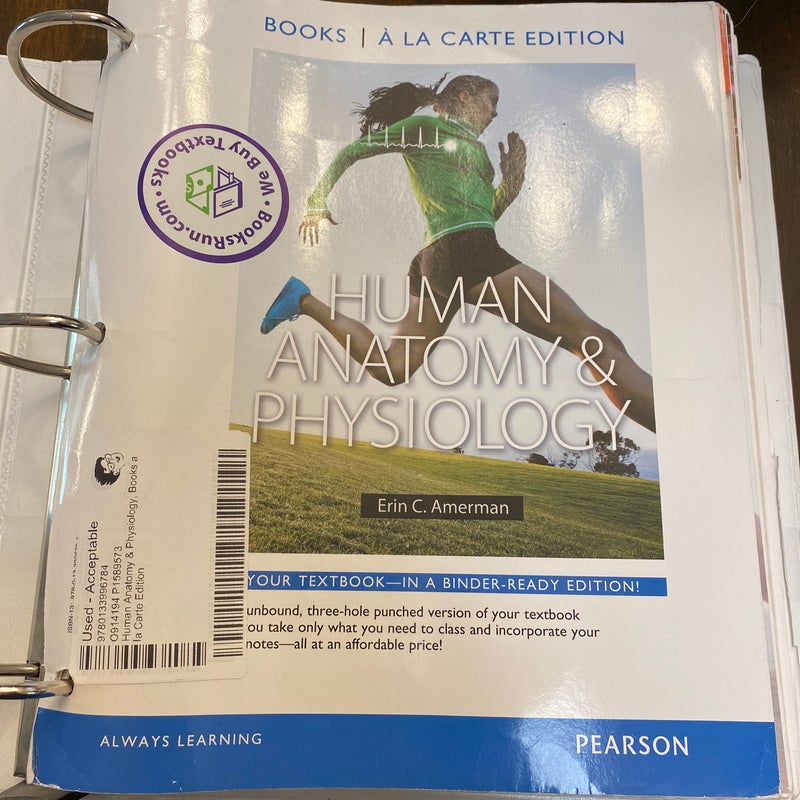 BOOKS | À LA CARTE EDITION
We Buy Textbooks • BooksRun.com •
HUMAN
ANATOMY &
PHYSIOLOGY
Erin C. Amerman
YOUR TEXTBOOK—IN A BINDER-READY EDITION!
unbound, three-hole punched version of your textbook
ou take only what you need to class and incorporate your
notes—all at an affordable price!
Used - Acceptable
9780133996784
O914194 P1589573
Human Anatomy & Physiology, Books a
la Carte Edition
ALWAYS LEARNING
PEARSON